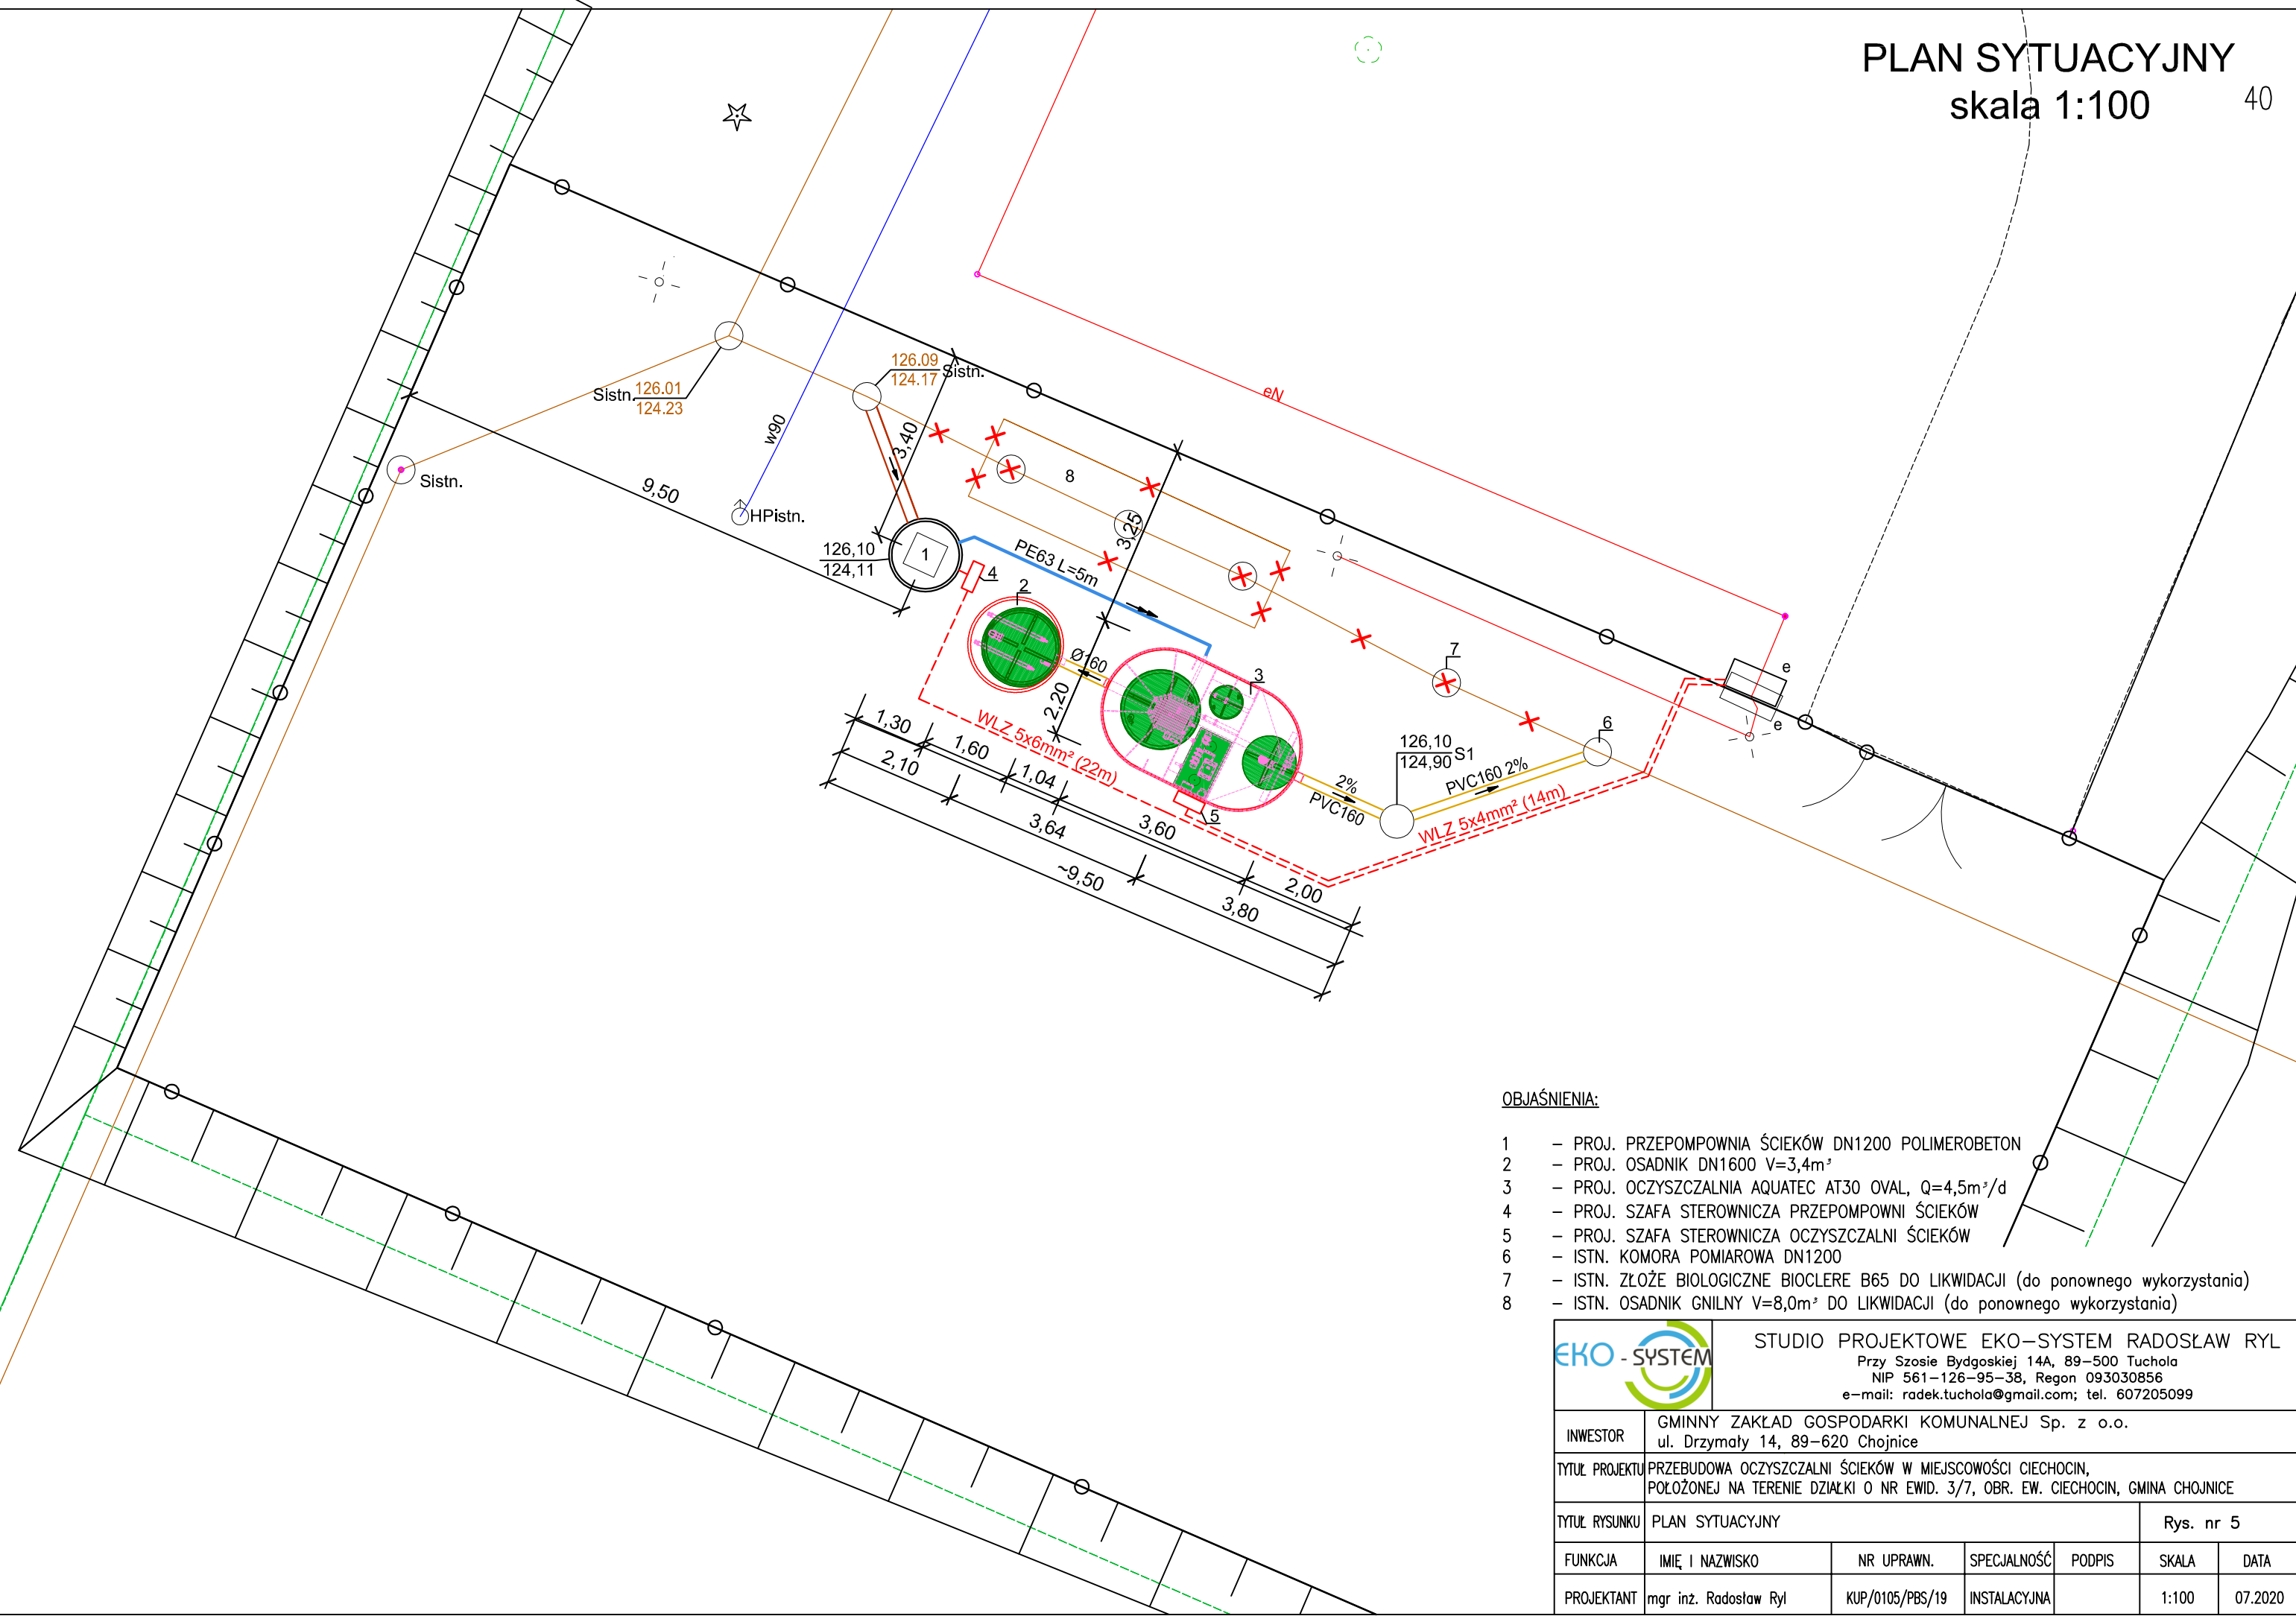 PLAN SYTUACYJNY
skala 1:100
40
eN
126.09
124.17
Sistn.
Sistn.
126.01
124.23
w90
3,40
Sistn.
9,50
HPistn.
8
3,25
126,10
124,11
1
PE63 L=5m
4
2
Ø160
3
7
2,20
6
e
e
1,30
1,60
WLZ 5x6mm² (22m)
2,10
1,04
126,10
124,90
S1
2%
PVC160
PVC160 2%
WLZ 5x4mm² (14m)
5
3,64
3,60
~9,50
2,00
3,80
OBJAŚNIENIA:
1 – PROJ. PRZEPOMPOWNIA ŚCIEKÓW DN1200 POLIMEROBETON
2 – PROJ. OSADNIK DN1600 V=3,4m³
3 – PROJ. OCZYSZCZALNIA AQUATEC AT30 OVAL, Q=4,5m³/d
4 – PROJ. SZAFA STEROWNICZA PRZEPOMPOWNI ŚCIEKÓW
5 – PROJ. SZAFA STEROWNICZA OCZYSZCZALNI ŚCIEKÓW
6 – ISTN. KOMORA POMIAROWA DN1200
7 – ISTN. ZŁOŻE BIOLOGICZNE BIOCLERE B65 DO LIKWIDACJI (do ponownego wykorzystania)
8 – ISTN. OSADNIK GNILNY V=8,0m³ DO LIKWIDACJI (do ponownego wykorzystania)
EKO - SYSTEM
STUDIO PROJEKTOWE EKO–SYSTEM RADOSŁAW RYL
Przy Szosie Bydgoskiej 14A, 89–500 Tuchola
NIP 561–126–95–38, Regon 093030856
e–mail: radek.tuchola@gmail.com; tel. 607205099
INWESTOR
GMINNY ZAKŁAD GOSPODARKI KOMUNALNEJ Sp. z o.o.
ul. Drzymały 14, 89–620 Chojnice
TYTUŁ PROJEKTU
PRZEBUDOWA OCZYSZCZALNI ŚCIEKÓW W MIEJSCOWOŚCI CIECHOCIN,
POŁOŻONEJ NA TERENIE DZIAŁKI O NR EWID. 3/7, OBR. EW. CIECHOCIN, GMINA CHOJNICE
TYTUŁ RYSUNKU PLAN SYTUACYJNY Rys. nr 5
FUNKCJA IMIĘ I NAZWISKO NR UPRAWN. SPECJALNOŚĆ PODPIS SKALA DATA
PROJEKTANT mgr inż. Radosław Ryl KUP/0105/PBS/19 INSTALACYJNA 1:100 07.2020